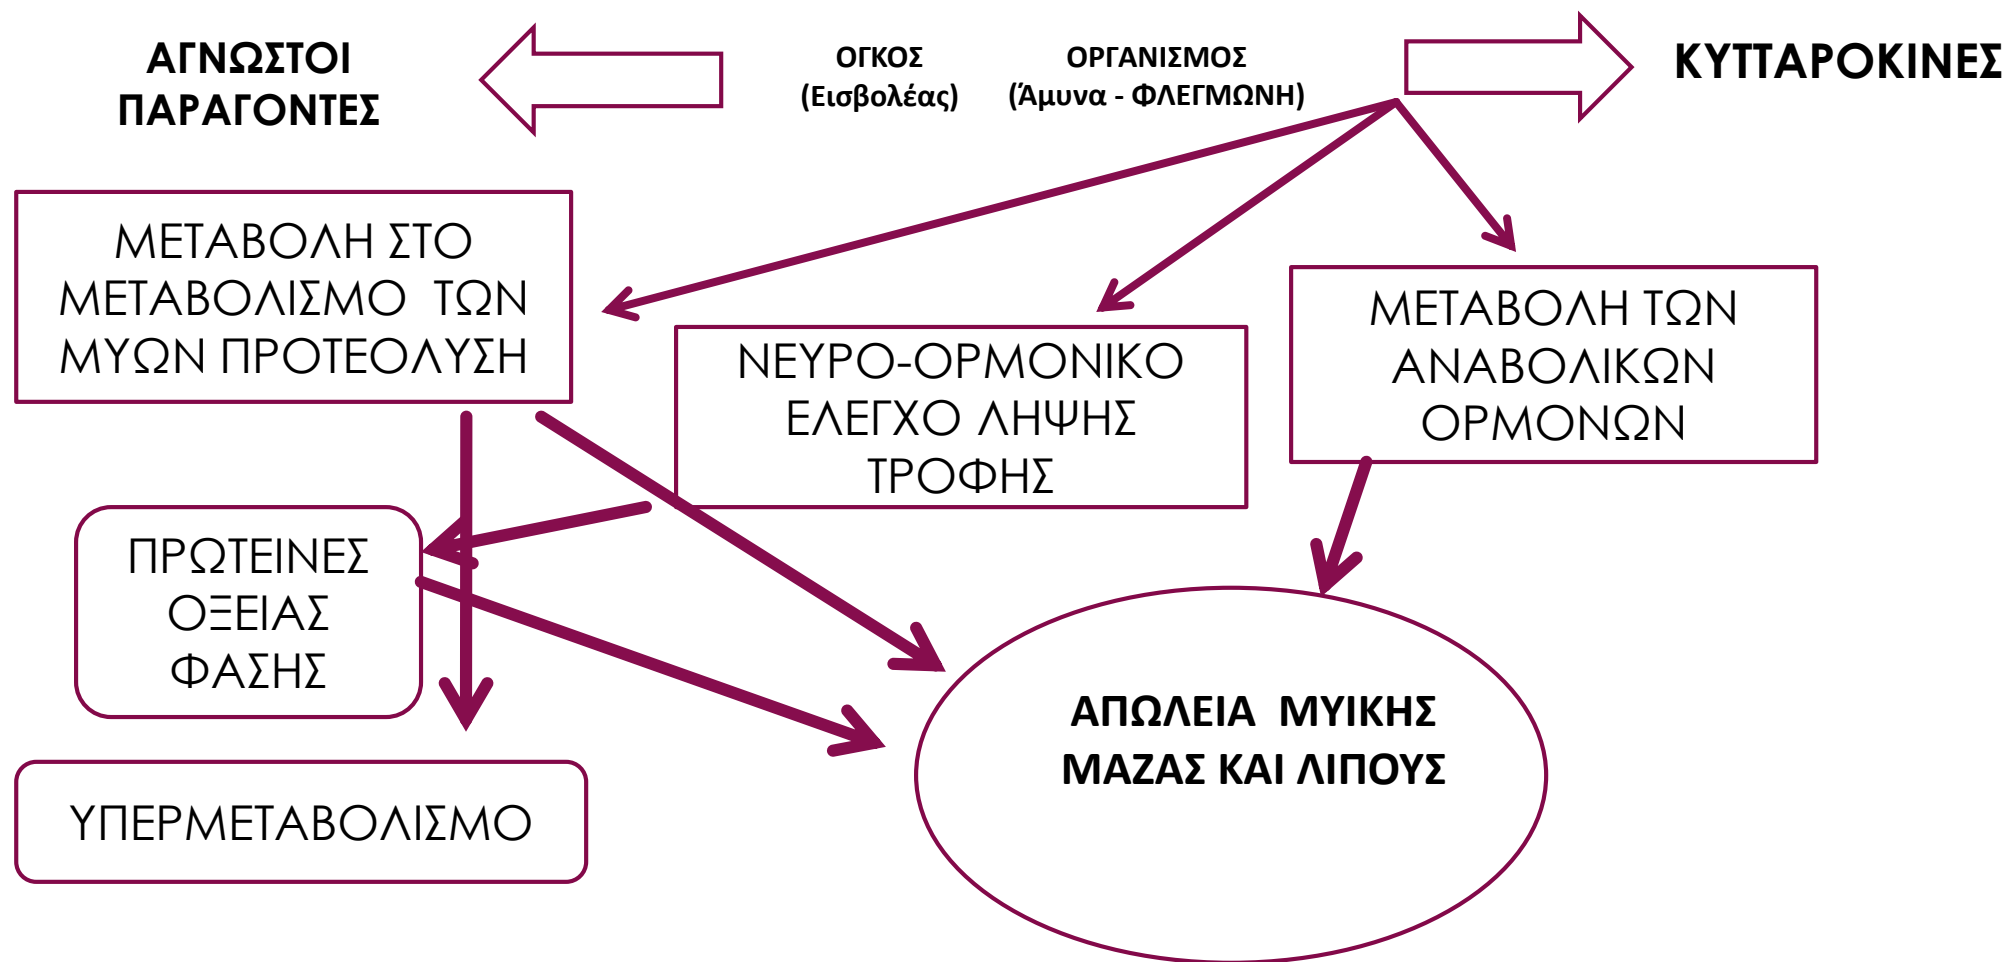 ΑΓΝΩΣΤΟΙ
ΠΑΡΑΓΟΝΤΕΣ
ΟΓΚΟΣ
(Εισβολέας)
ΟΡΓΑΝΙΣΜΟΣ
(Άμυνα - ΦΛΕΓΜΩΝΗ)
ΚΥΤΤΑΡΟΚΙΝΕΣ
ΜΕΤΑΒΟΛΗ ΣΤΟ
ΜΕΤΑΒΟΛΙΣΜΟ ΤΩΝ
ΜΥΩΝ ΠΡΟΤΕΟΛΥΣΗ
ΝΕΥΡΟ-ΟΡΜΟΝΙΚΟ
ΕΛΕΓΧΟ ΛΗΨΗΣ
ΤΡΟΦΗΣ
ΜΕΤΑΒΟΛΗ ΤΩΝ
ΑΝΑΒΟΛΙΚΩΝ
ΟΡΜΟΝΩΝ
ΠΡΩΤΕΙΝΕΣ
ΟΞΕΙΑΣ
ΦΑΣΗΣ
ΑΠΩΛΕΙΑ ΜΥΙΚΗΣ
ΜΑΖΑΣ ΚΑΙ ΛΙΠΟΥΣ
ΥΠΕΡΜΕΤΑΒΟΛΙΣΜΟ